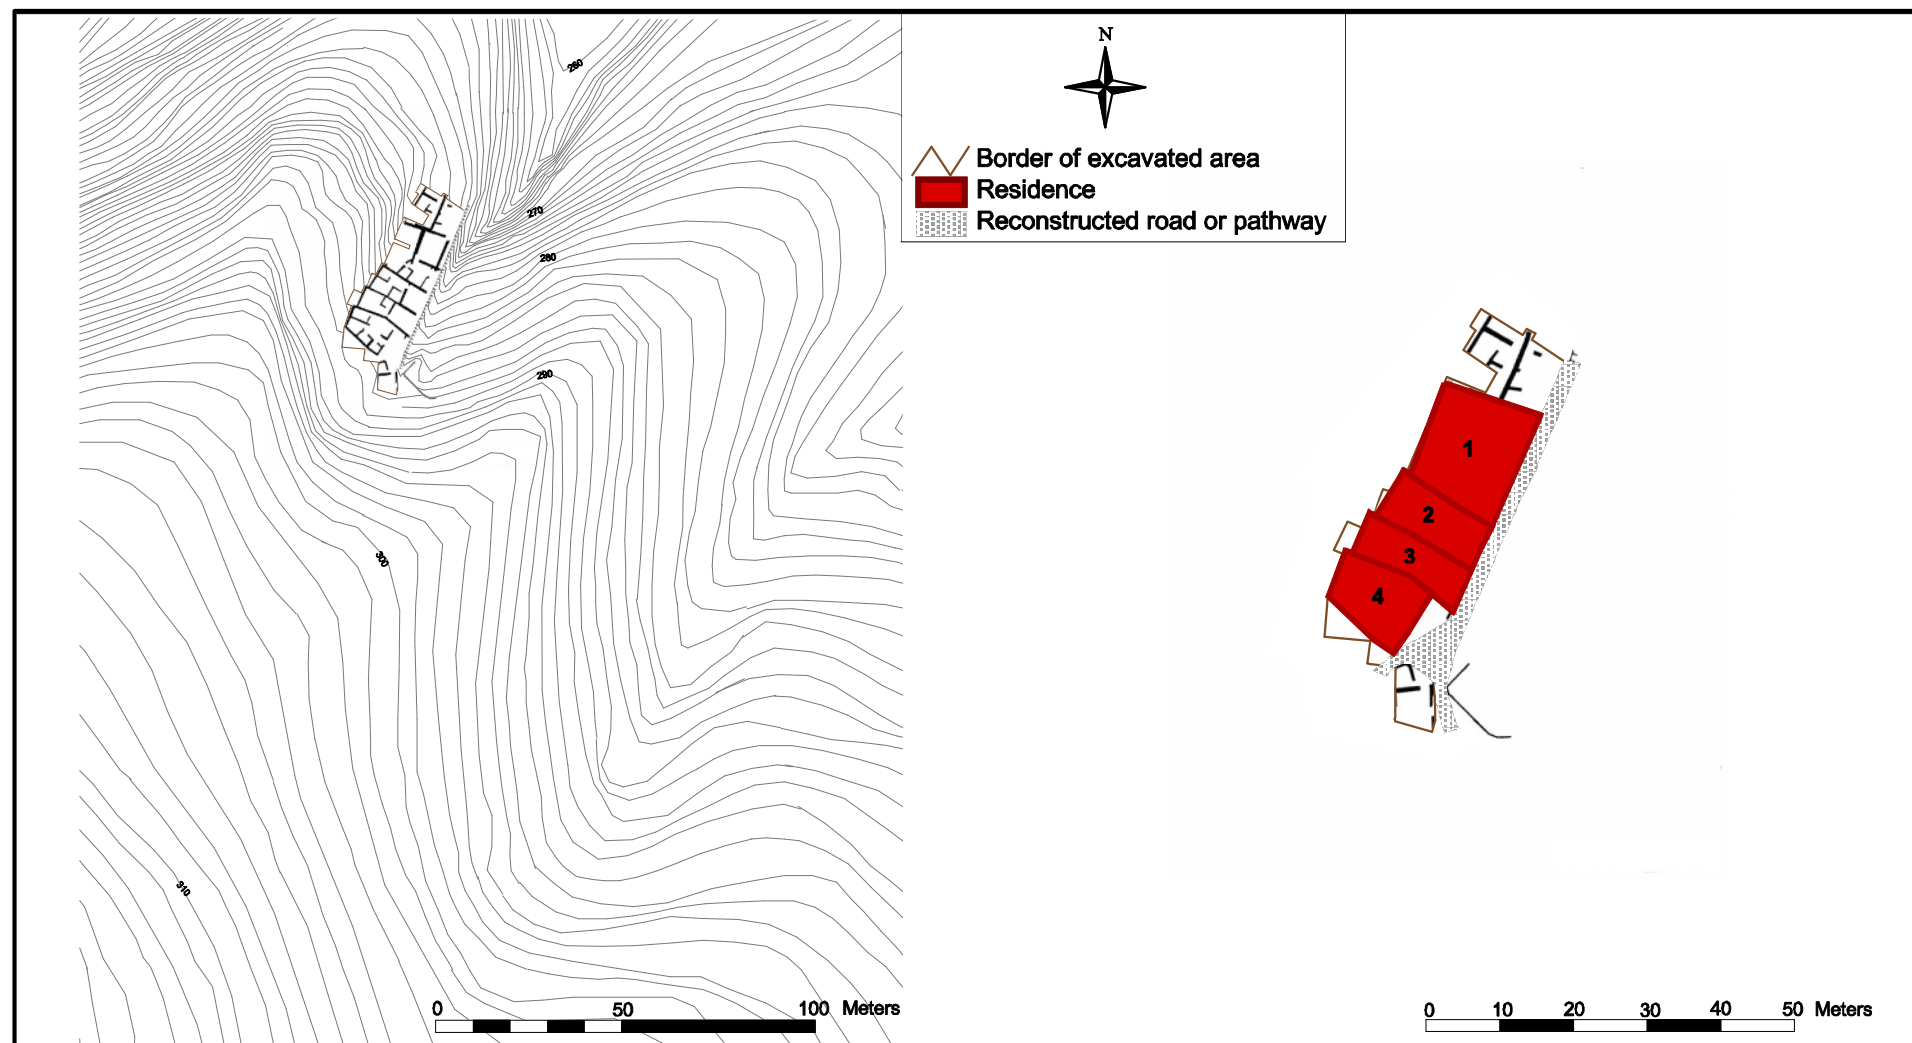 N
Border of excavated area
Residence
Reconstructed road or pathway
260
270
280
290
300
310
1
2
3
4
0 50 100 Meters
0 10 20 30 40 50 Meters